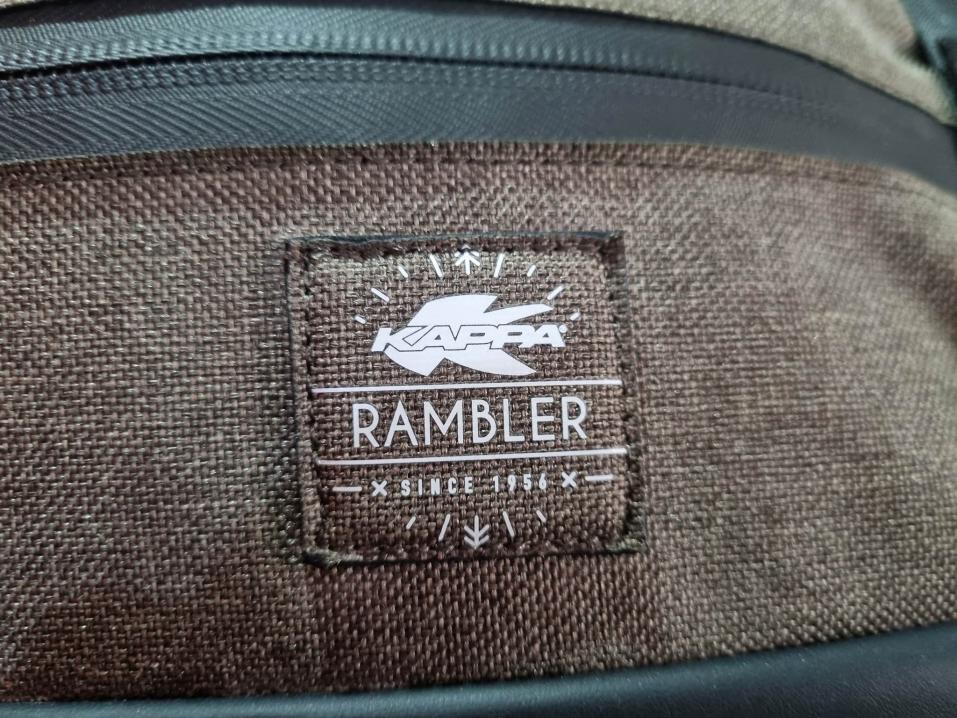 KAPPA®
RAMBLER
SINCE 1956